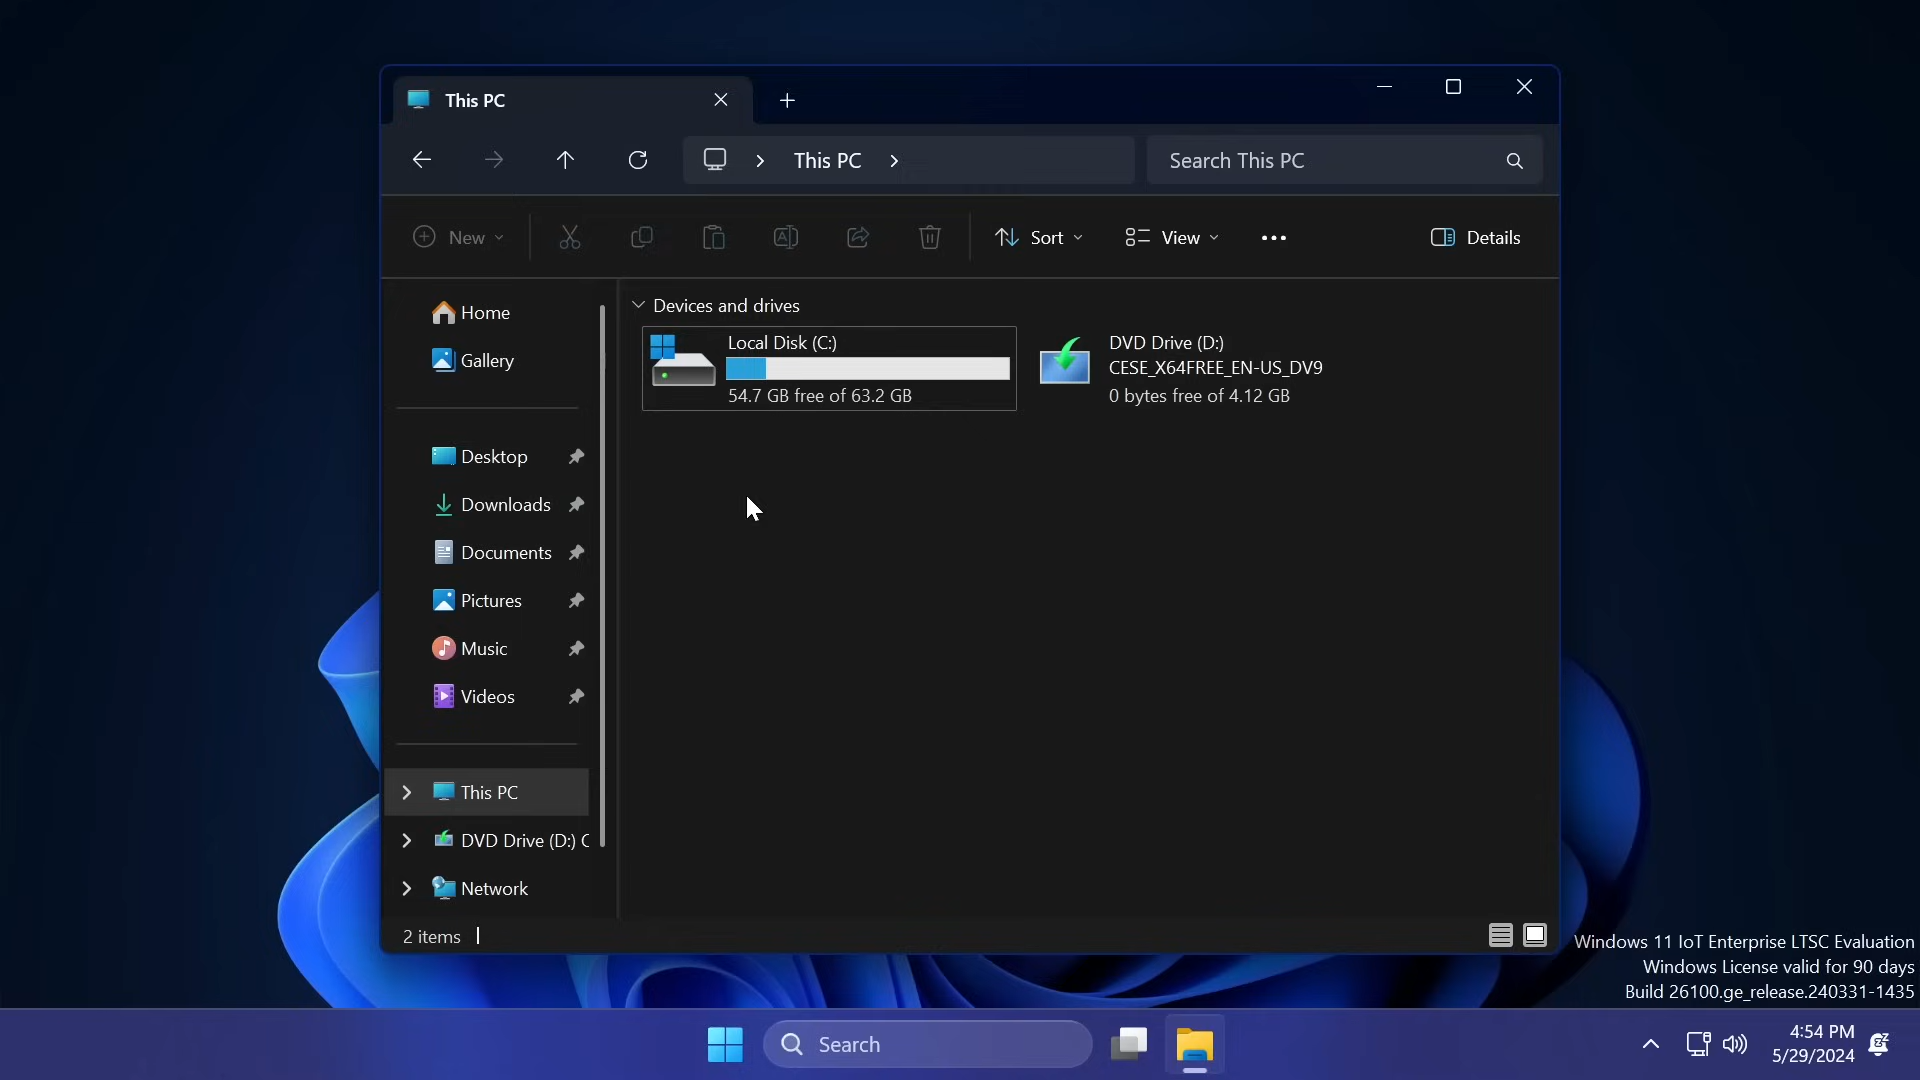 This PC
This PC
Search This PC
New
Sort
View
Details
Home
Gallery
Desktop
Downloads
Documents
Pictures
Music
Videos
This PC
DVD Drive (D:) C
Network
Devices and drives
Local Disk (C:)
54.7 GB free of 63.2 GB
DVD Drive (D:)
CESE_X64FREE_EN-US_DV9
0 bytes free of 4.12 GB
2 items
Windows 11 IoT Enterprise LTSC Evaluation
Windows License valid for 90 days
Build 26100.ge_release.240331-1435
Search
4:54 PM
5/29/2024